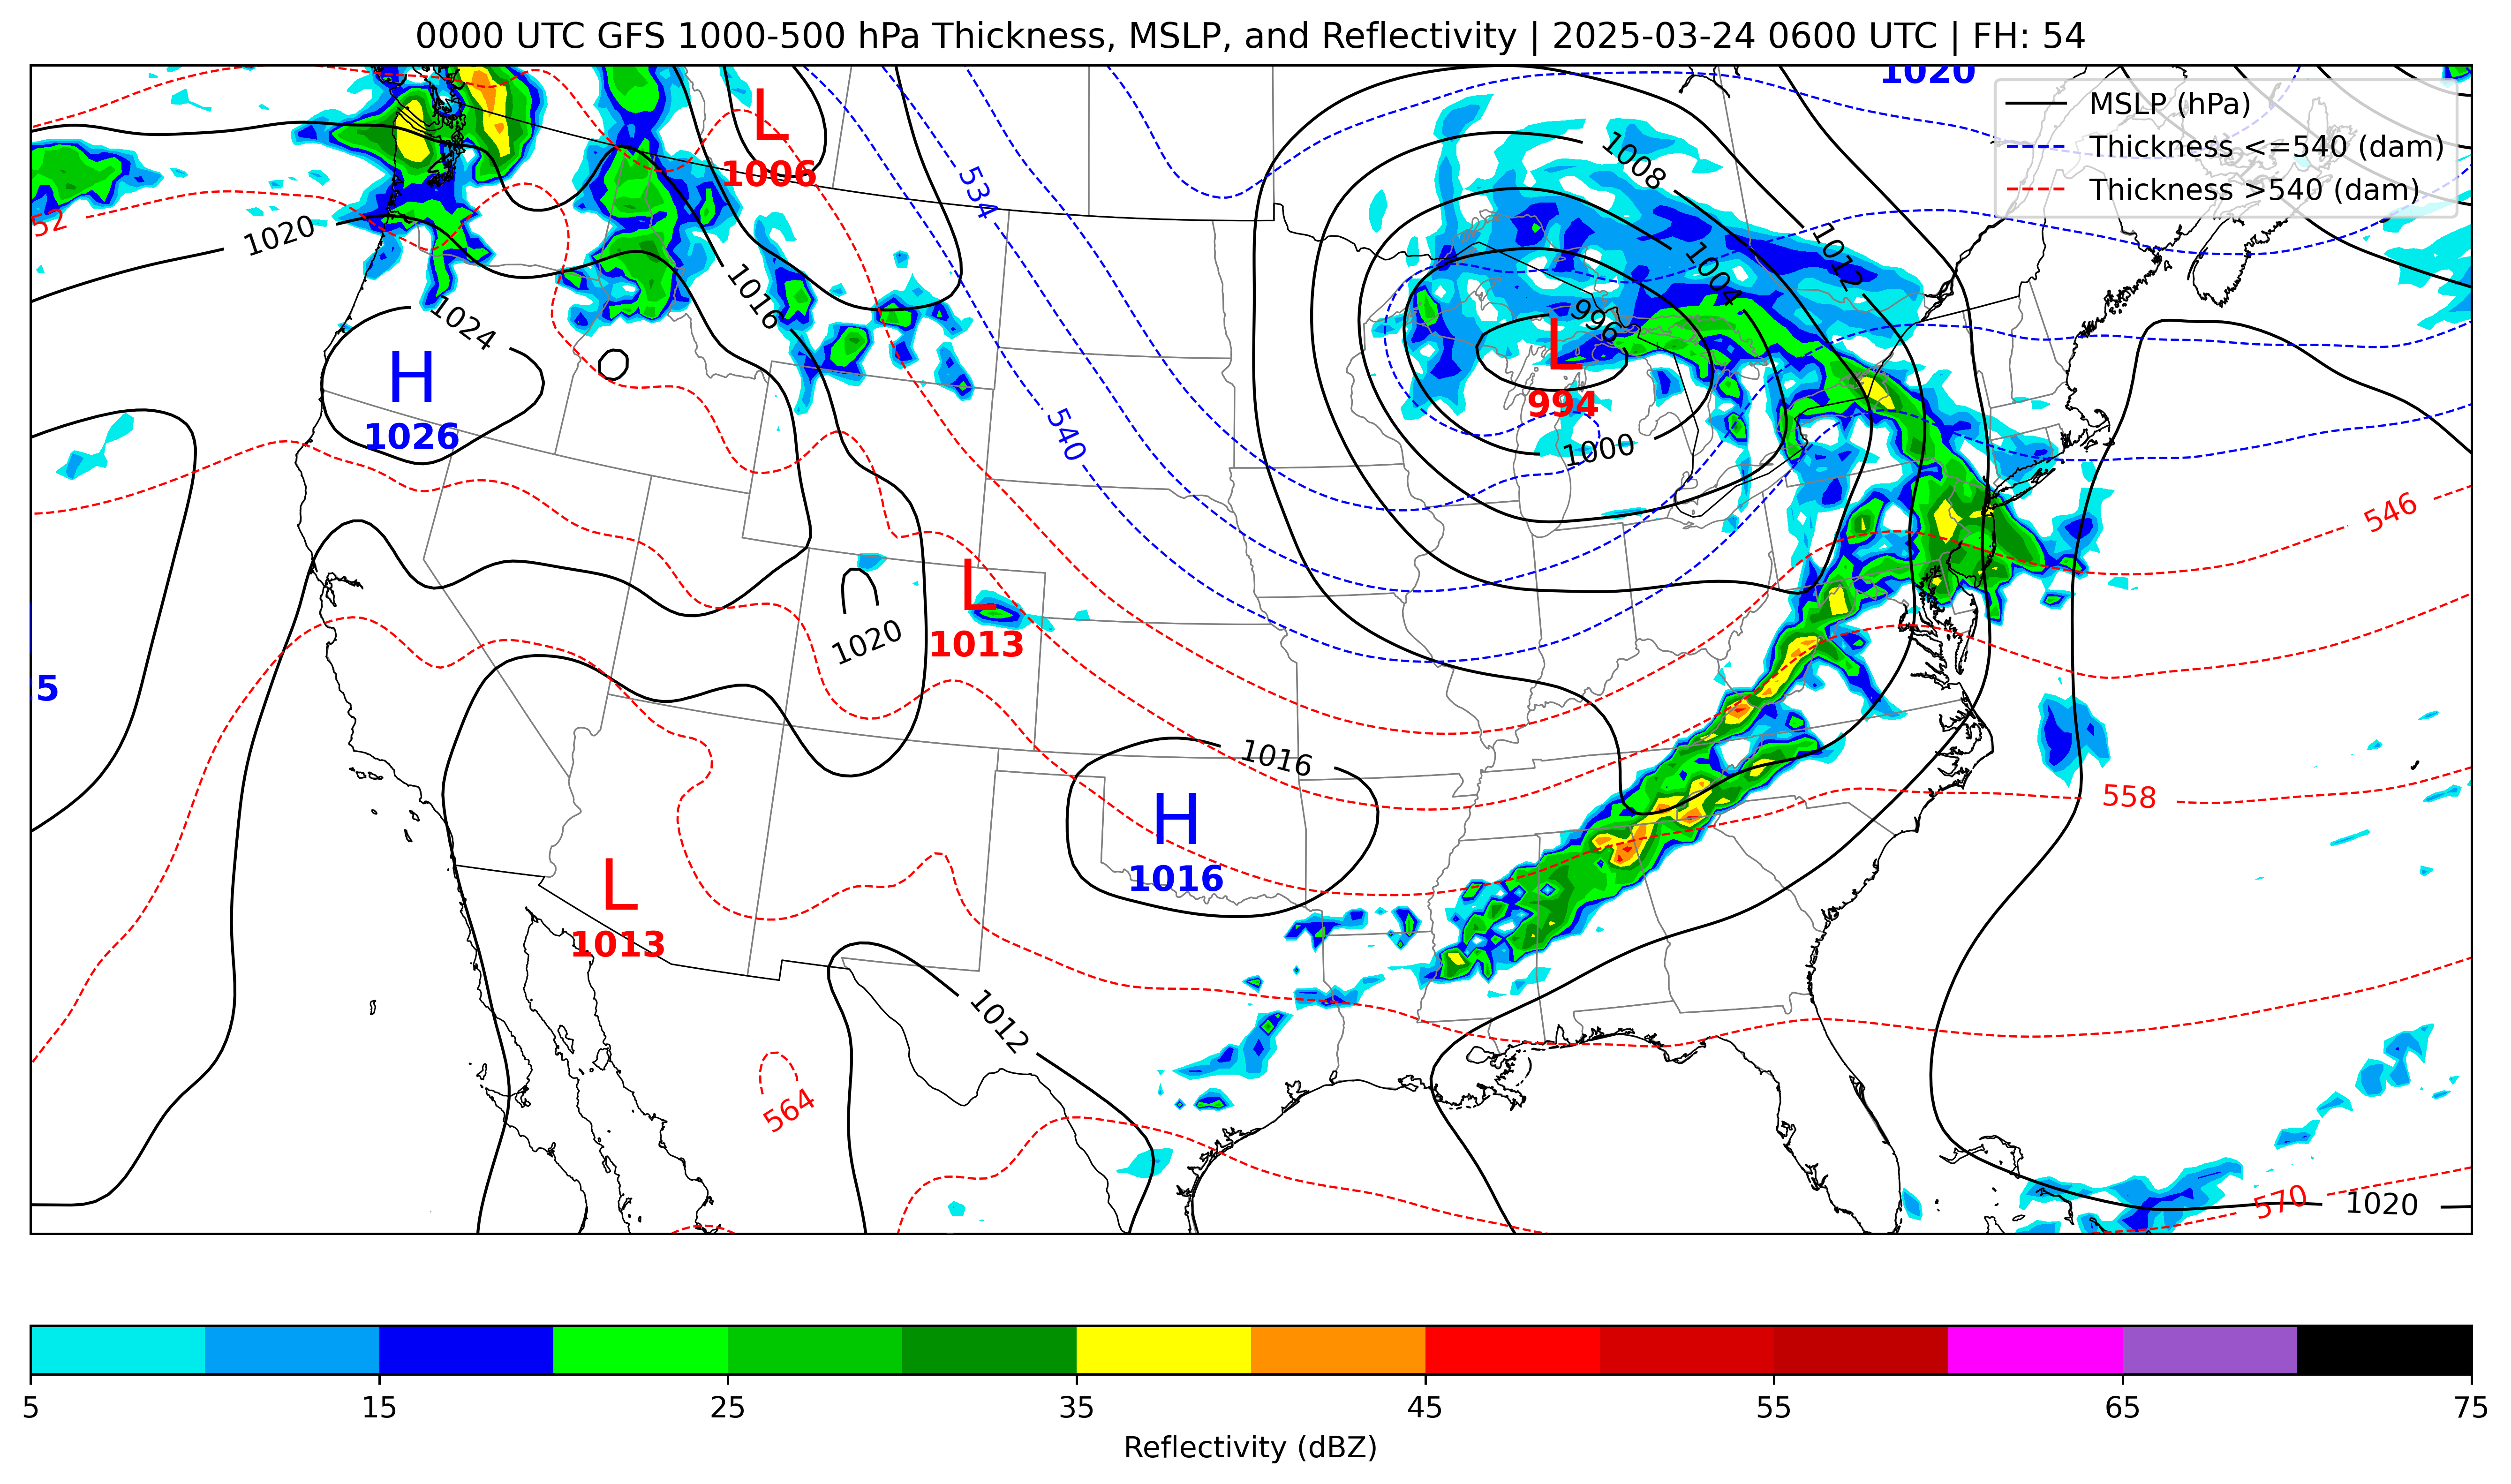 0000 UTC GFS 1000-500 hPa Thickness, MSLP, and Reflectivity | 2025-03-24 0600 UTC | FH: 54
1020
MSLP (hPa)
Thickness <=540 (dam)
Thickness >540 (dam)
L
1006
1008
534
52
1020
1004
1012
1016
996
L
994
1024
H
1026
540
1000
546
L
1013
1020
5
1016
558
H
1016
L
1013
1012
564
570
1020
5 15 25 35 45 55 65 75
Reflectivity (dBZ)